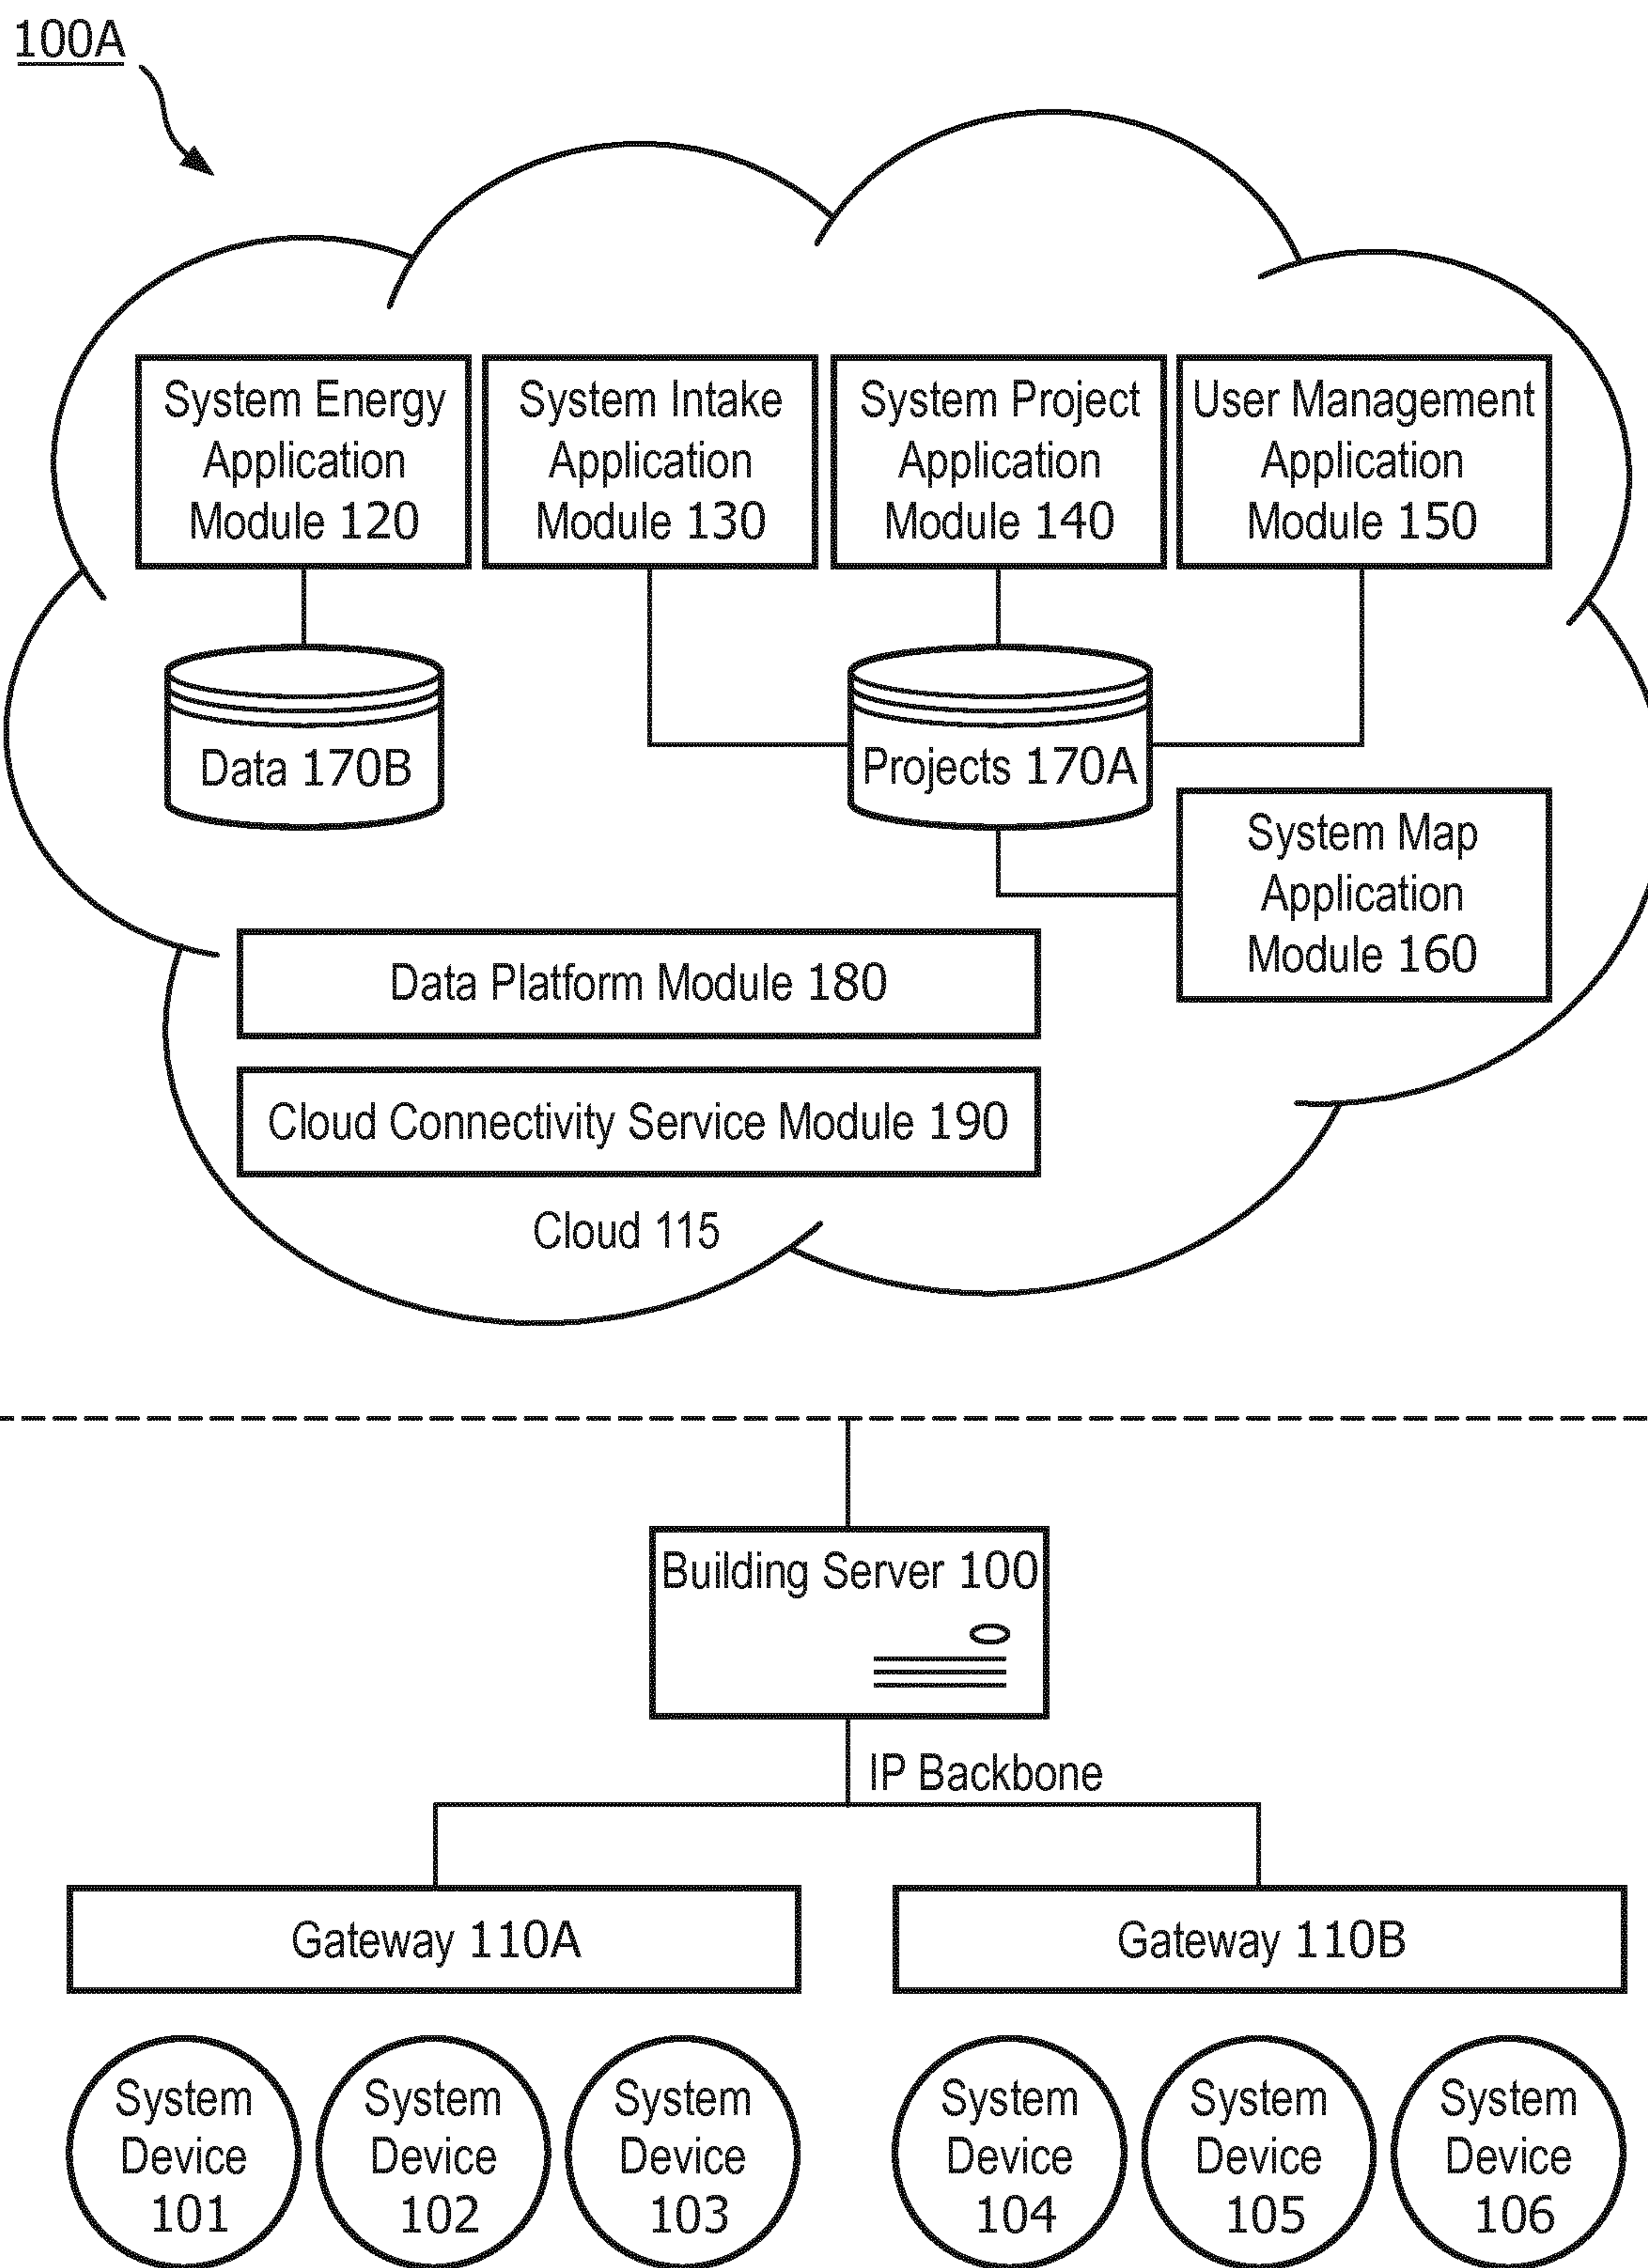 100A
System Energy
Application
Module 120
System Intake
Application
Module 130
System Project
Application
Module 140
User Management
Application
Module 150
Data 170B
Projects 170A
System Map
Application
Module 160
Data Platform Module 180
Cloud Connectivity Service Module 190
Cloud 115
Building Server 100
IP Backbone
Gateway 110A
Gateway 110B
System
Device
101
System
Device
102
System
Device
103
System
Device
104
System
Device
105
System
Device
106